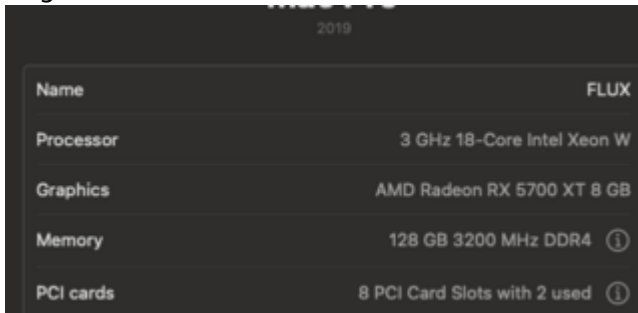 2019
Name FLUX
Processor 3 GHz 18-Core Intel Xeon W
Graphics AMD Radeon RX 5700 XT 8 GB
Memory 128 GB 3200 MHz DDR4
PCI cards 8 PCI Card Slots with 2 used